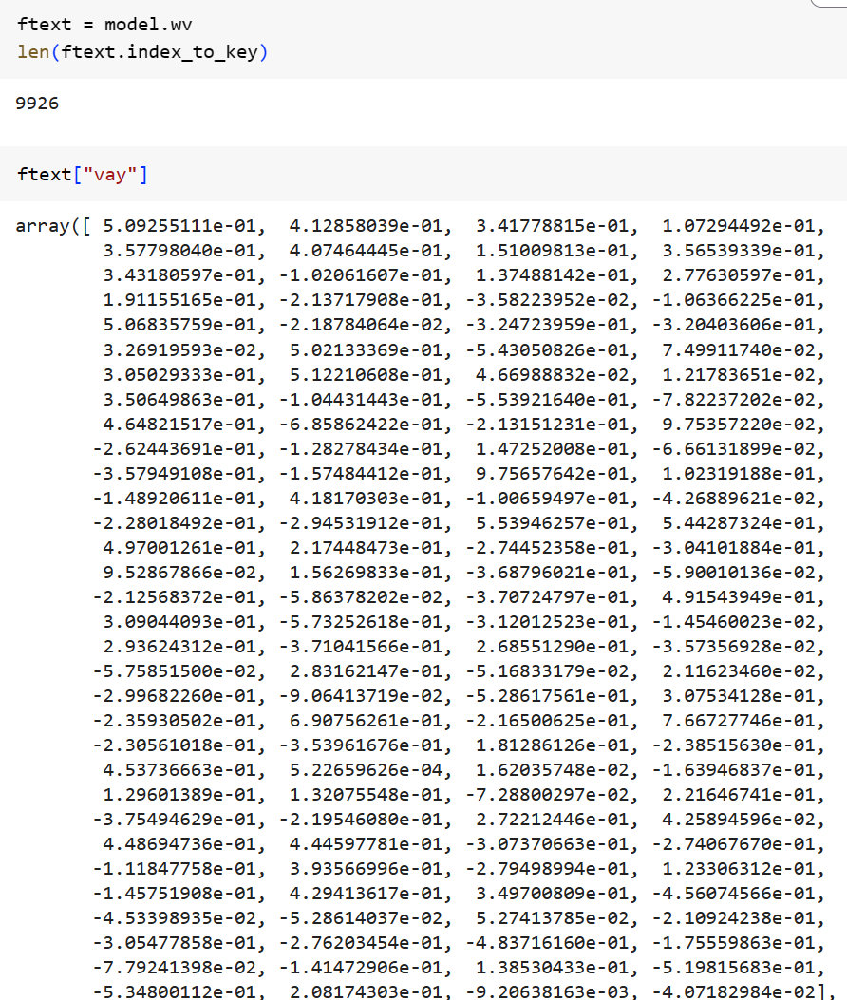 ftext = model.wv
len(ftext.index_to_key)
9926
ftext["vay"]
array([ 5.09255111e-01,  4.12858039e-01,  3.41778815e-01,  1.07294492e-01,
3.57798040e-01,  4.07464445e-01,  1.51009813e-01,  3.56539339e-01,
3.43180597e-01, -1.02061607e-01,  1.37488142e-01,  2.77630597e-01,
1.91155165e-01, -2.13717908e-01, -3.58223952e-02, -1.06366225e-01,
5.06835759e-01, -2.18784064e-02, -3.24723959e-01, -3.20403606e-01,
3.26919593e-02,  5.02133369e-01, -5.43050826e-01,  7.49911740e-02,
3.05029333e-01,  5.12210608e-01,  4.66988832e-02,  1.21783651e-02,
3.50649863e-01, -1.04431443e-01, -5.53921640e-01, -7.82237202e-02,
4.64821517e-01, -6.85862422e-01, -2.13151231e-01,  9.75357220e-02,
-2.62443691e-01, -1.28278434e-01,  1.47252008e-01, -6.66131899e-02,
-3.57949108e-01, -1.57484412e-01,  9.75657642e-01,  1.02319188e-01,
-1.48920611e-01,  4.18170303e-01, -1.00659497e-01, -4.26889621e-02,
-2.28018492e-01, -2.94531912e-01,  5.53946257e-01,  5.44287324e-01,
4.97001261e-01,  2.17448473e-01, -2.74452358e-01, -3.04101884e-01,
9.52867866e-02,  1.56269833e-01, -3.68796021e-01, -5.90010136e-02,
-2.12568372e-01, -5.86378202e-02, -3.70724797e-01,  4.91543949e-01,
3.09044093e-01, -5.73252618e-01, -3.12012523e-01, -1.45460023e-02,
2.93624312e-01, -3.71041566e-01,  2.68551290e-01, -3.57356928e-02,
-5.75851500e-02,  2.83162147e-01, -5.16833179e-02,  2.11623460e-02,
-2.99682260e-01, -9.06413719e-02, -5.28617561e-01,  3.07534128e-01,
-2.35930502e-01,  6.90756261e-01, -2.16500625e-01,  7.66727746e-01,
-2.30561018e-01, -3.53961676e-01,  1.81286126e-01, -2.38515630e-01,
4.53736663e-01,  5.22659626e-04,  1.62035748e-02, -1.63946837e-01,
1.29601389e-01,  1.32075548e-01, -7.28800297e-02,  2.21646741e-01,
-3.75494629e-01, -2.19546080e-01,  2.72212446e-01,  4.25894596e-02,
4.48694736e-01,  4.44597781e-01, -3.07370663e-01, -2.74067670e-01,
-1.11847758e-01,  3.93566996e-01, -2.79498994e-01,  1.23306312e-01,
-1.45751908e-01,  4.29413617e-01,  3.49700809e-01, -4.56074566e-01,
-4.53398935e-02, -5.28614037e-02,  5.27413785e-02, -2.10924238e-01,
-3.05477858e-01, -2.76203454e-01, -4.83716160e-01, -1.75559863e-01,
-7.79241398e-02, -1.41472906e-01,  1.38530433e-01, -5.19815683e-01,
-5.34800112e-01,  2.08174303e-01, -9.20638163e-03, -4.07182984e-02],